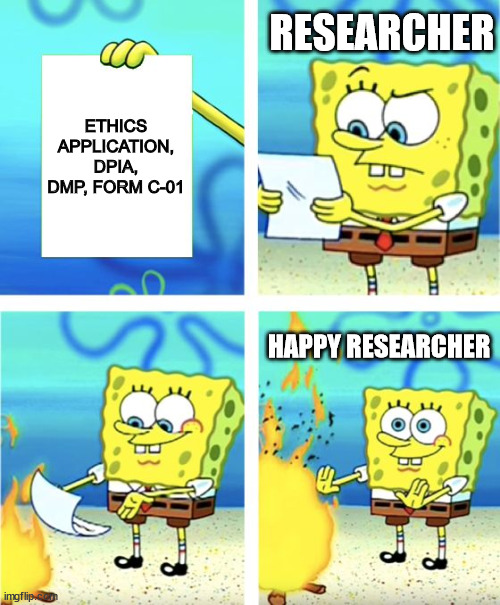 ETHICS
APPLICATION,
DPIA,
DMP, FORM C-01
RESEARCHER
HAPPY RESEARCHER
imgflip.com